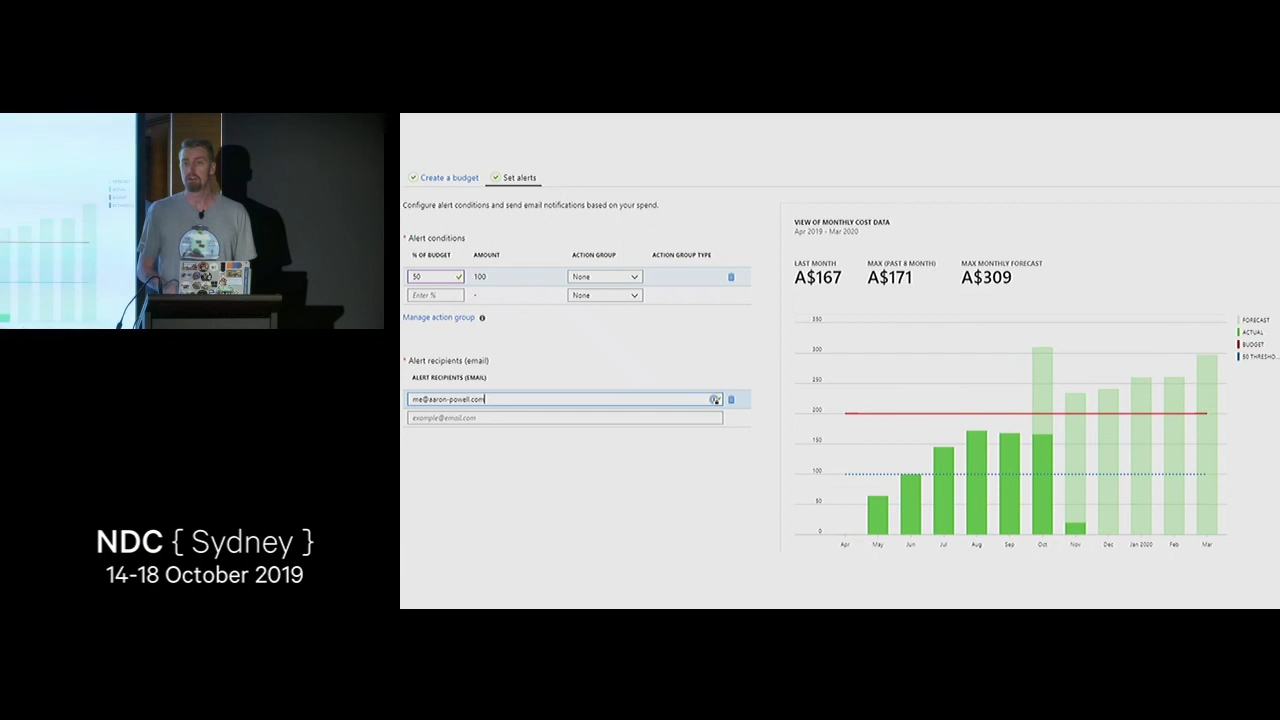 Create a budget
Set alerts
Configure alert conditions and send email notifications based on your spend.
* Alert conditions
% OF BUDGET AMOUNT ACTION GROUP ACTION GROUP TYPE
50 100 None
Enter % - None
Manage action group
* Alert recipients (email)
ALERT RECIPIENTS (EMAIL)
me@aaron-powell.com
example@email.com
VIEW OF MONTHLY COST DATA
Apr 2019 - Mar 2020
LAST MONTH MAX (PAST 8 MONTH) MAX MONTHLY FORECAST
A$167 A$171 A$309
350
300
250
200
150
100
50
0
Apr May Jun Jul Aug Sep Oct Nov Dec Jan 2020 Feb Mar
FORECAST
ACTUAL
BUDGET
50 THRESHO...
NDC { Sydney }
14-18 October 2019